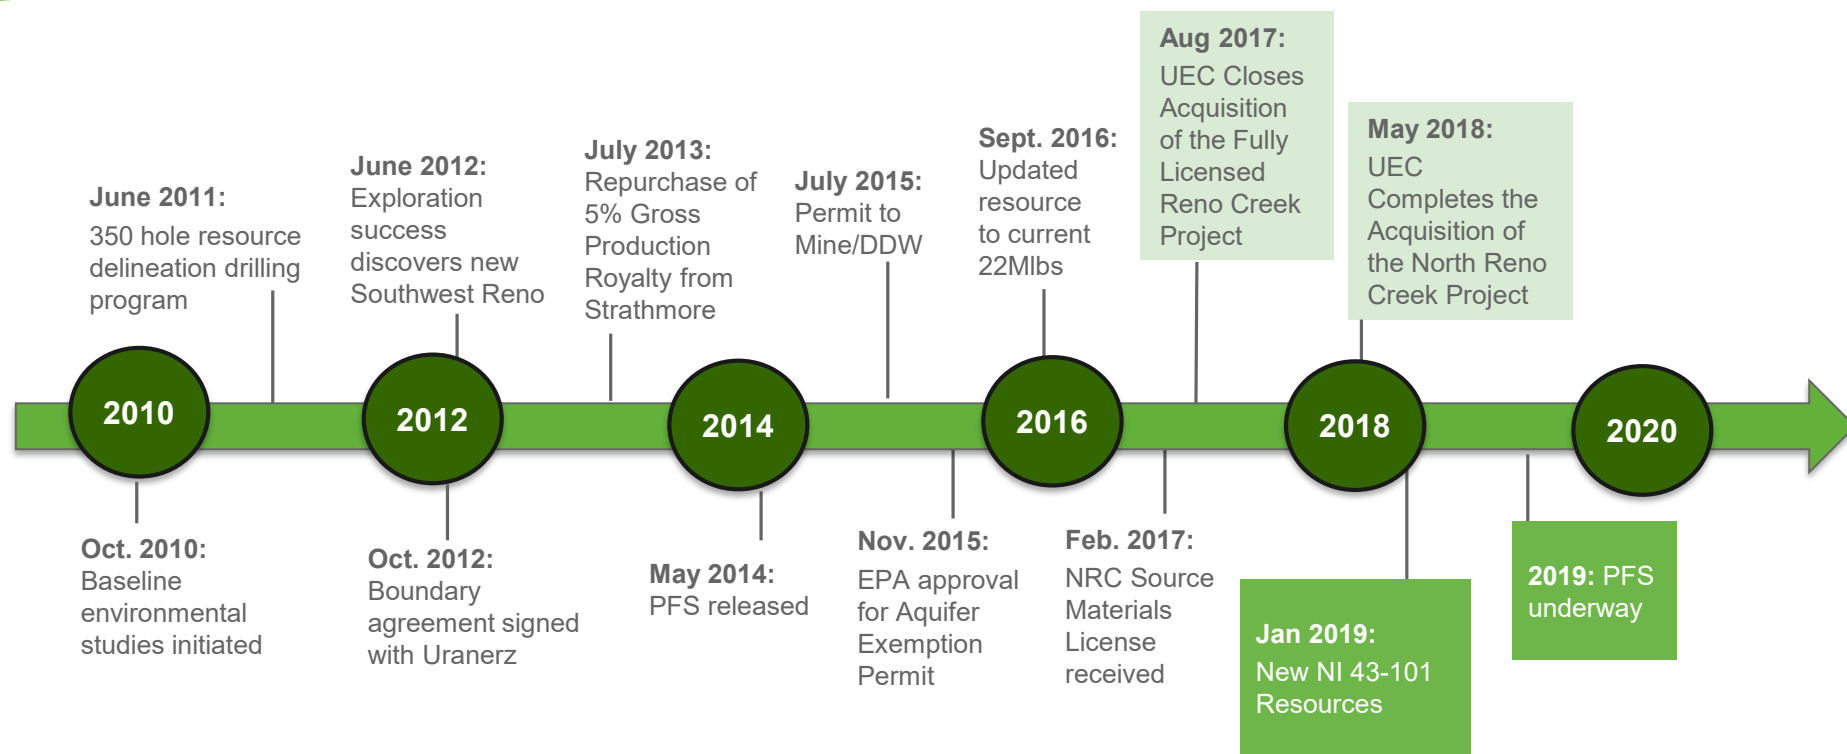 June 2011:
350 hole resource
delineation drilling
program
June 2012:
Exploration
success
discovers new
Southwest Reno
July 2013:
Repurchase of
5% Gross
Production
Royalty from
Strathmore
July 2015:
Permit to
Mine/DDW
Sept. 2016:
Updated
resource
to current
22Mlbs
Aug 2017:
UEC Closes
Acquisition
of the Fully
Licensed
Reno Creek
Project
May 2018:
UEC
Completes the
Acquisition of
the North Reno
Creek Project
2010
2012
2014
2016
2018
2020
Oct. 2010:
Baseline
environmental
studies initiated
Oct. 2012:
Boundary
agreement signed
with Uranerz
May 2014:
PFS released
Nov. 2015:
EPA approval
for Aquifer
Exemption
Permit
Feb. 2017:
NRC Source
Materials
License
received
Jan 2019:
New NI 43-101
Resources
2019: PFS
underway